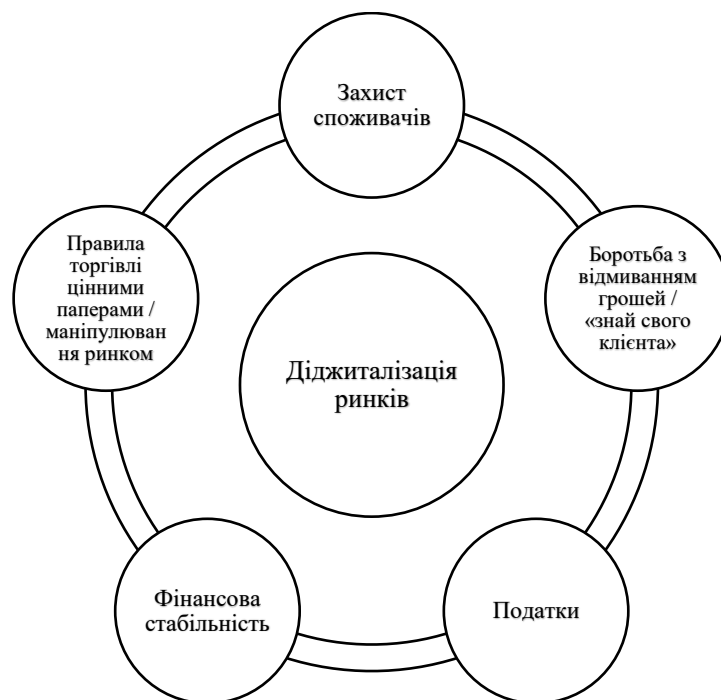 Захист
споживачів
Правила
торгівлі
цінними
паперами /
маніпулюван
ня ринком
Боротьба з
відмиванням
грошей /
«знай свого
клієнта»
Діджиталізація
ринків
Фінансова
стабільність
Податки